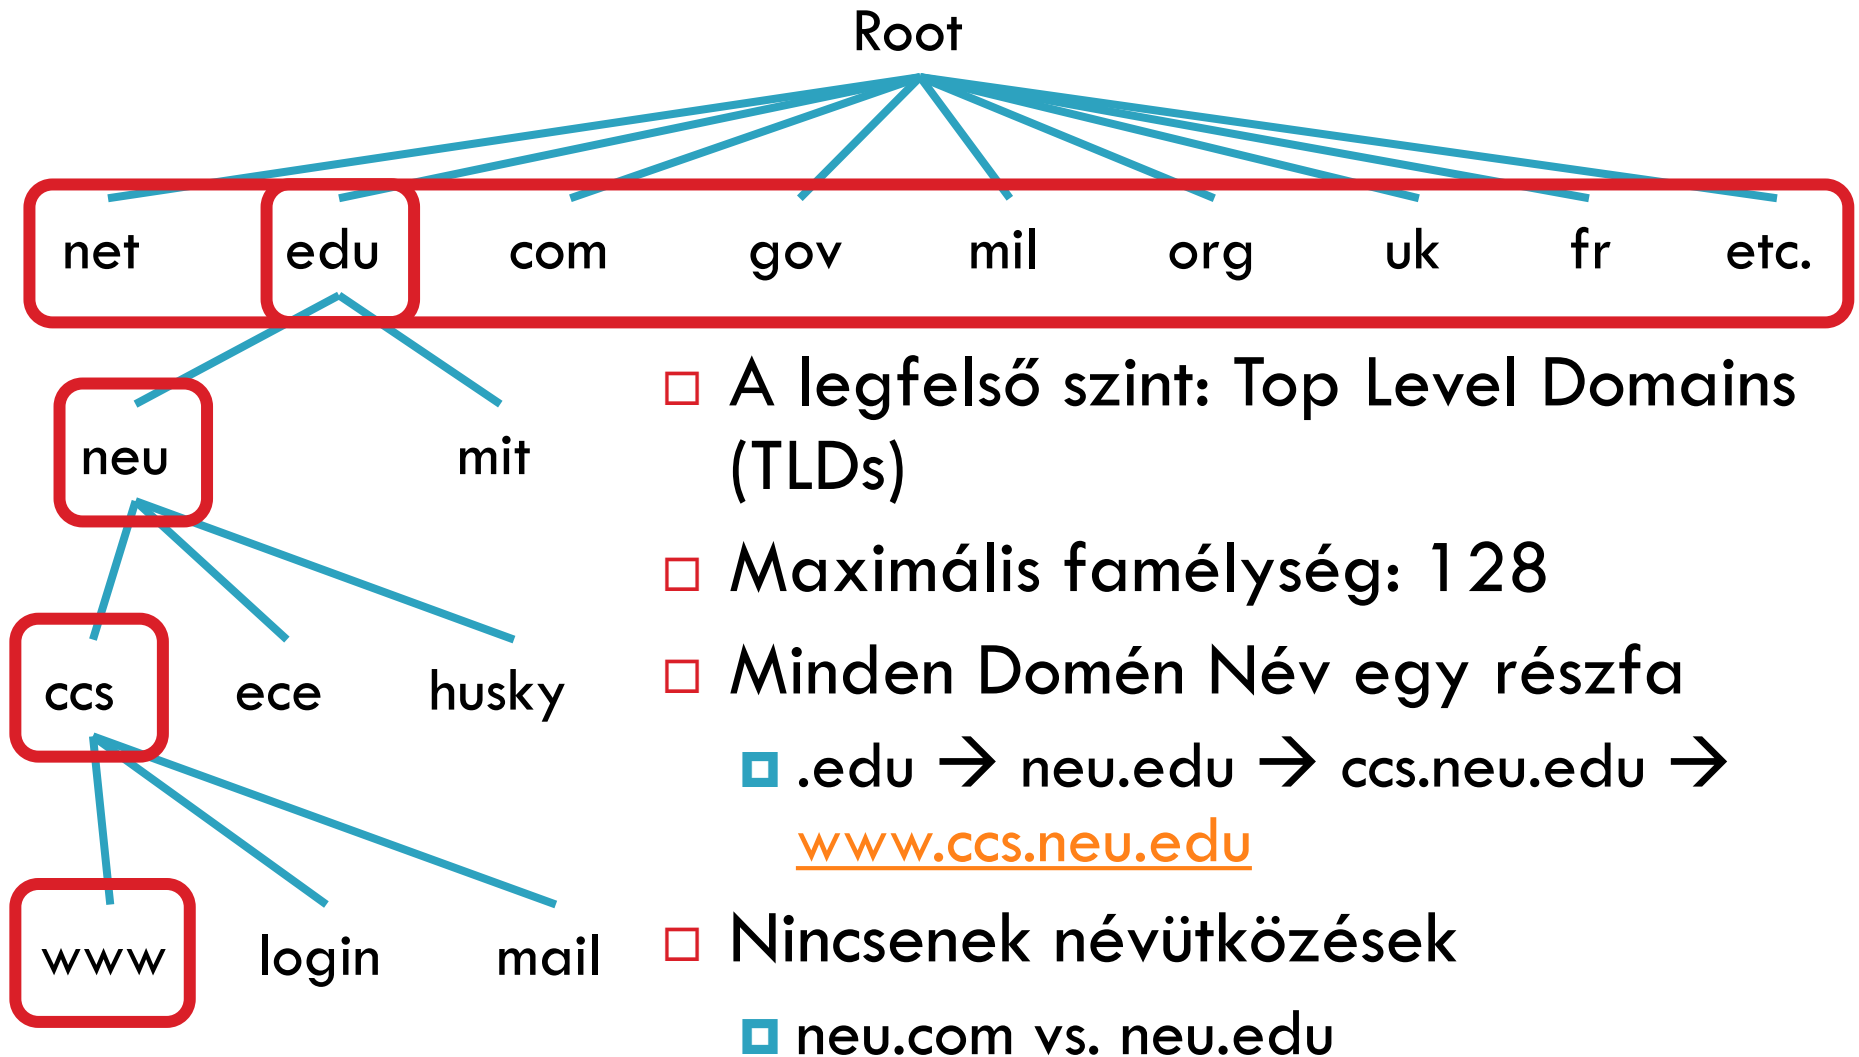 Root
net edu com gov mil org uk fr etc.
A legfelső szint: Top Level Domains
(TLDs)
neu mit
Maximális famélység: 128
Minden Domén Név egy részfa
ccs ece husky
.edu → neu.edu → ccs.neu.edu →
www.ccs.neu.edu
Nincsenek névütközések
www login mail
neu.com vs. neu.edu